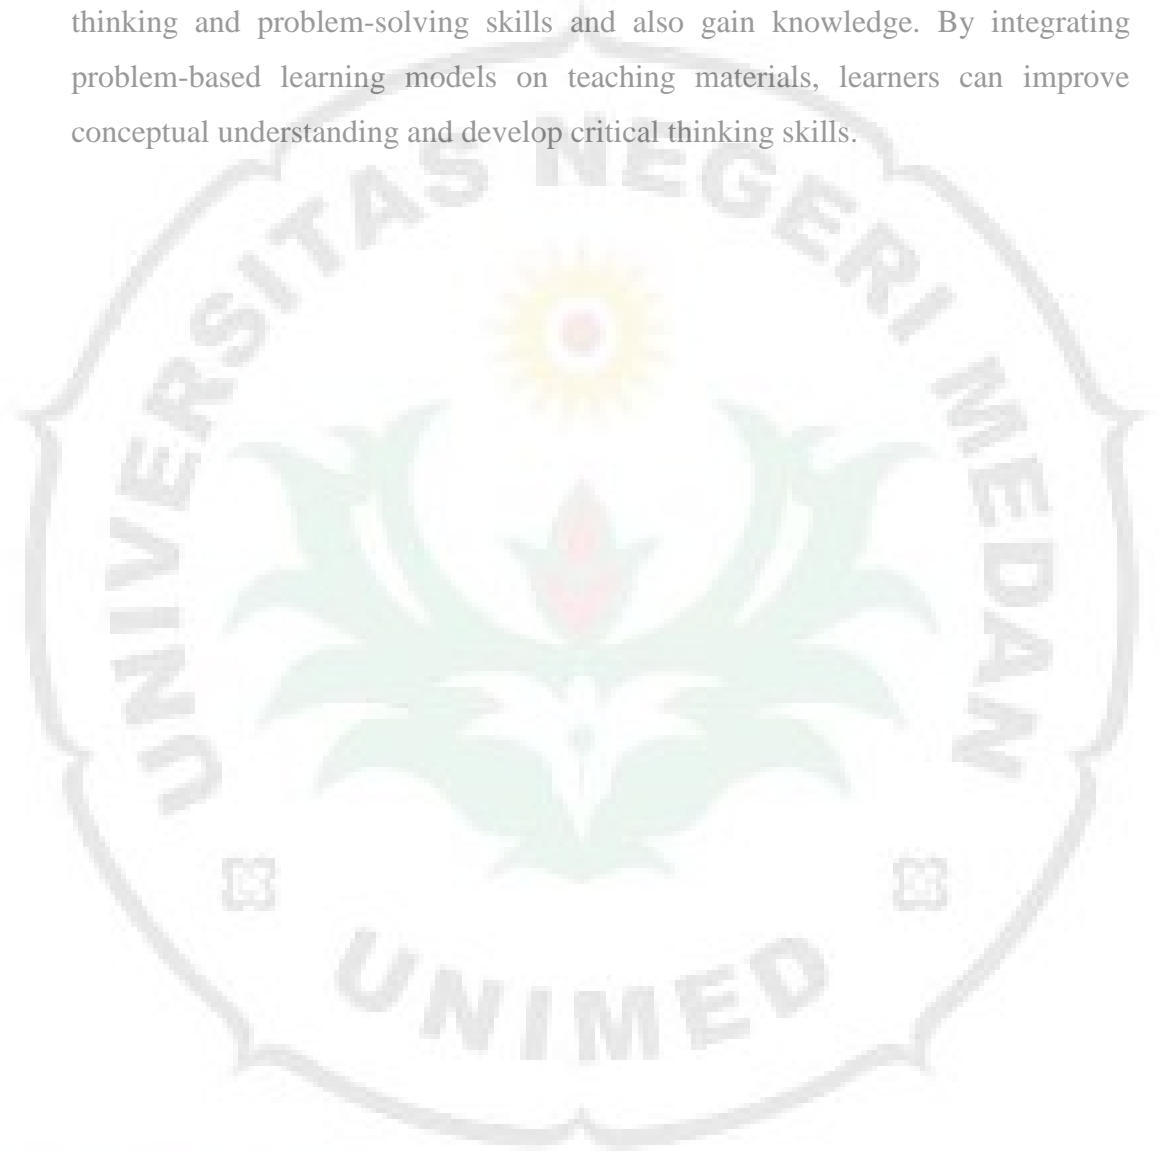 thinking and problem-solving skills and also gain knowledge. By integrating
problem-based learning models on teaching materials, learners can improve
conceptual understanding and develop critical thinking skills.
UNIVERSITAS NEGERI MEDAN
UNIMED